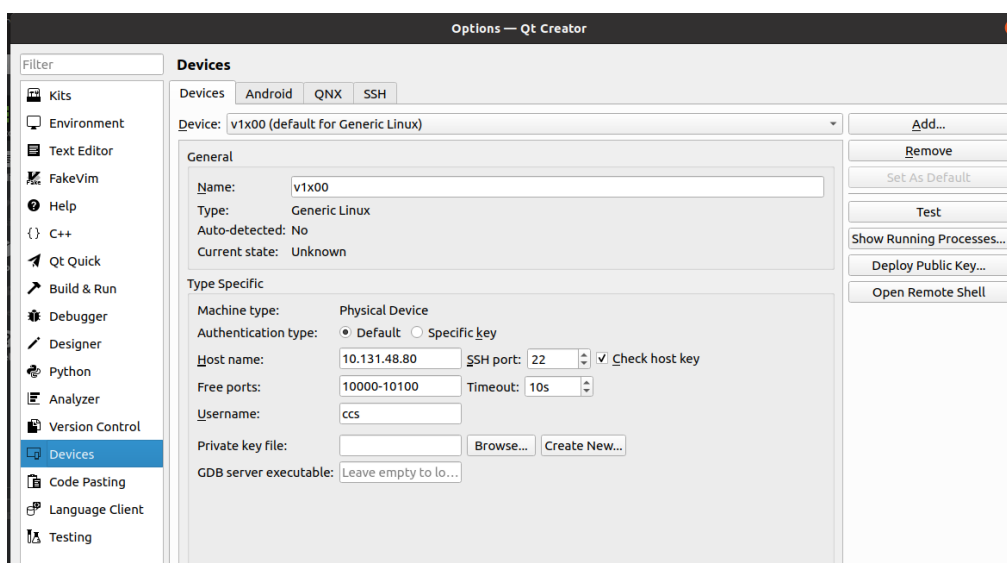 Options — Qt Creator
Filter
Kits
Environment
Text Editor
FakeVim
Help
C++
Qt Quick
Build & Run
Debugger
Designer
Python
Analyzer
Version Control
Devices
Code Pasting
Language Client
Testing
Devices
Devices Android QNX SSH
Device: v1x00 (default for Generic Linux)
General
Name: v1x00
Type: Generic Linux
Auto-detected: No
Current state: Unknown
Type Specific
Machine type: Physical Device
Authentication type: Default Specific key
Host name: 10.131.48.80 SSH port: 22 Check host key
Free ports: 10000-10100 Timeout: 10s
Username: ccs
Private key file: Browse... Create New...
GDB server executable: Leave empty to lo...
Add...
Remove
Set As Default
Test
Show Running Processes...
Deploy Public Key...
Open Remote Shell